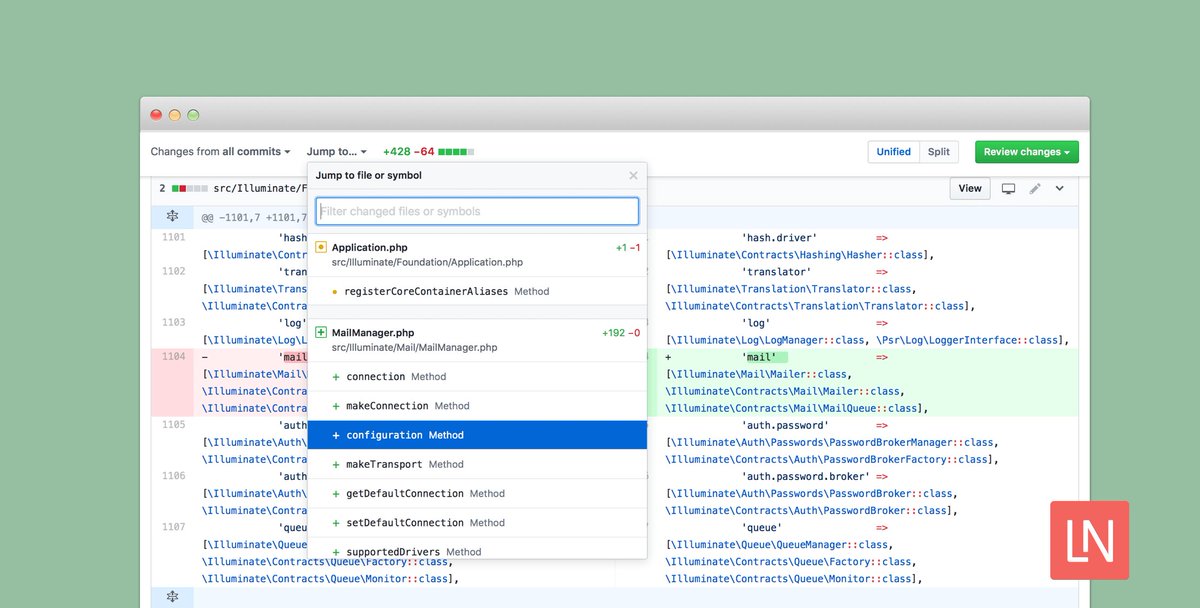 Changes from all commits Jump to... +428 −64 Unified Split Review changes
Jump to file or symbol
2 src/Illuminate/F View
Filter changed files or symbols
@@ -1101,7 +1101,7
Application.php +1 −1
src/Illuminate/Foundation/Application.php
registerCoreContainerAliases Method
MailManager.php +192 −0
src/Illuminate/Mail/MailManager.php
+ connection Method
+ makeConnection Method
+ configuration Method
+ makeTransport Method
+ getDefaultConnection Method
+ setDefaultConnection Method
+ supportedDrivers Method
1101 'hash
[\Illuminate\Contr
1102 'tran
[\Illuminate\Trans
\Illuminate\Contra
1103 'log'
[\Illuminate\Log\L
1104 − 'mail
[\Illuminate\Mail\
\Illuminate\Contra
\Illuminate\Contra
1105 'auth
[\Illuminate\Auth\
\Illuminate\Contra
1106 'auth
[\Illuminate\Auth\
\Illuminate\Contra
1107 'queu
[\Illuminate\Queue
\Illuminate\Contracts\Queue\Factory::class,
\Illuminate\Contracts\Queue\Monitor::class],
'hash.driver' =>
[\Illuminate\Contracts\Hashing\Hasher::class],
'translator' =>
[\Illuminate\Translation\Translator::class,
\Illuminate\Contracts\Translation\Translator::class],
'log' =>
[\Illuminate\Log\LogManager::class, \Psr\Log\LoggerInterface::class],
+ 'mail' =>
[\Illuminate\Mail\Mailer::class,
\Illuminate\Contracts\Mail\Mailer::class,
\Illuminate\Contracts\Mail\MailQueue::class],
'auth.password' =>
[\Illuminate\Auth\Passwords\PasswordBrokerManager::class,
\Illuminate\Contracts\Auth\PasswordBrokerFactory::class],
'auth.password.broker' =>
[\Illuminate\Auth\Passwords\PasswordBroker::class,
\Illuminate\Contracts\Auth\PasswordBroker::class],
'queue' =>
[\Illuminate\Queue\QueueManager::class,
\Illuminate\Contracts\Queue\Factory::class,
\Illuminate\Contracts\Queue\Monitor::class],
LN